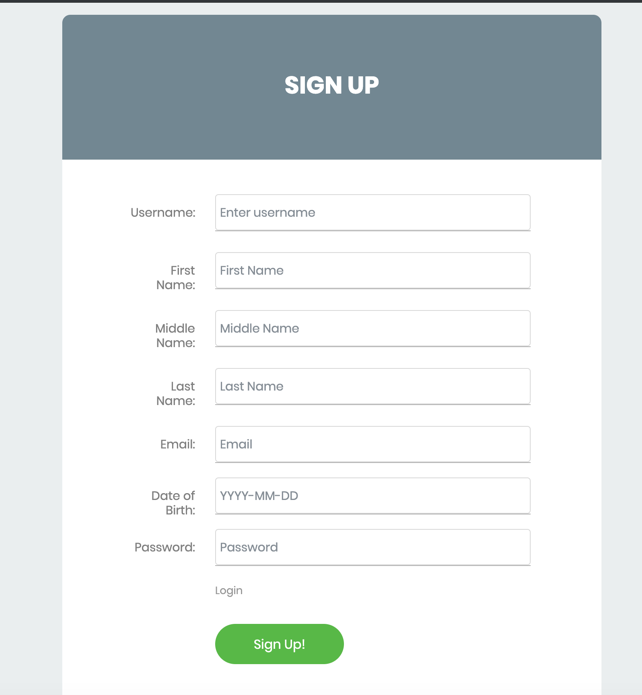 SIGN UP
Username:
Enter username
First
Name:
First Name
Middle
Name:
Middle Name
Last
Name:
Last Name
Email:
Email
Date of
Birth:
YYYY-MM-DD
Password:
Password
Login
Sign Up!